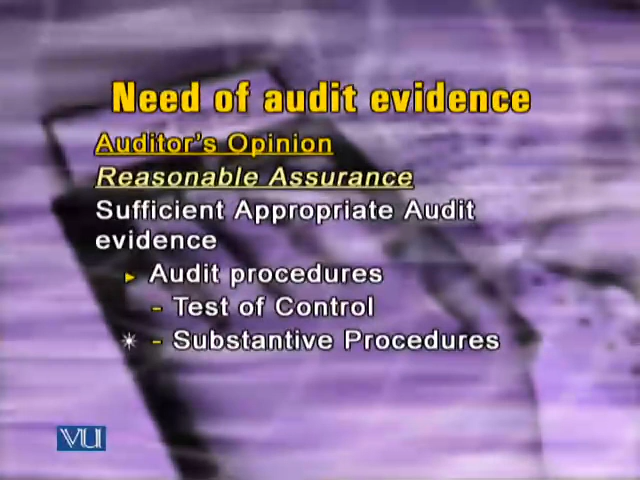 Need of audit evidence
Auditor's Opinion
Reasonable Assurance
Sufficient Appropriate Audit
evidence
► Audit procedures
- Test of Control
- Substantive Procedures
VU